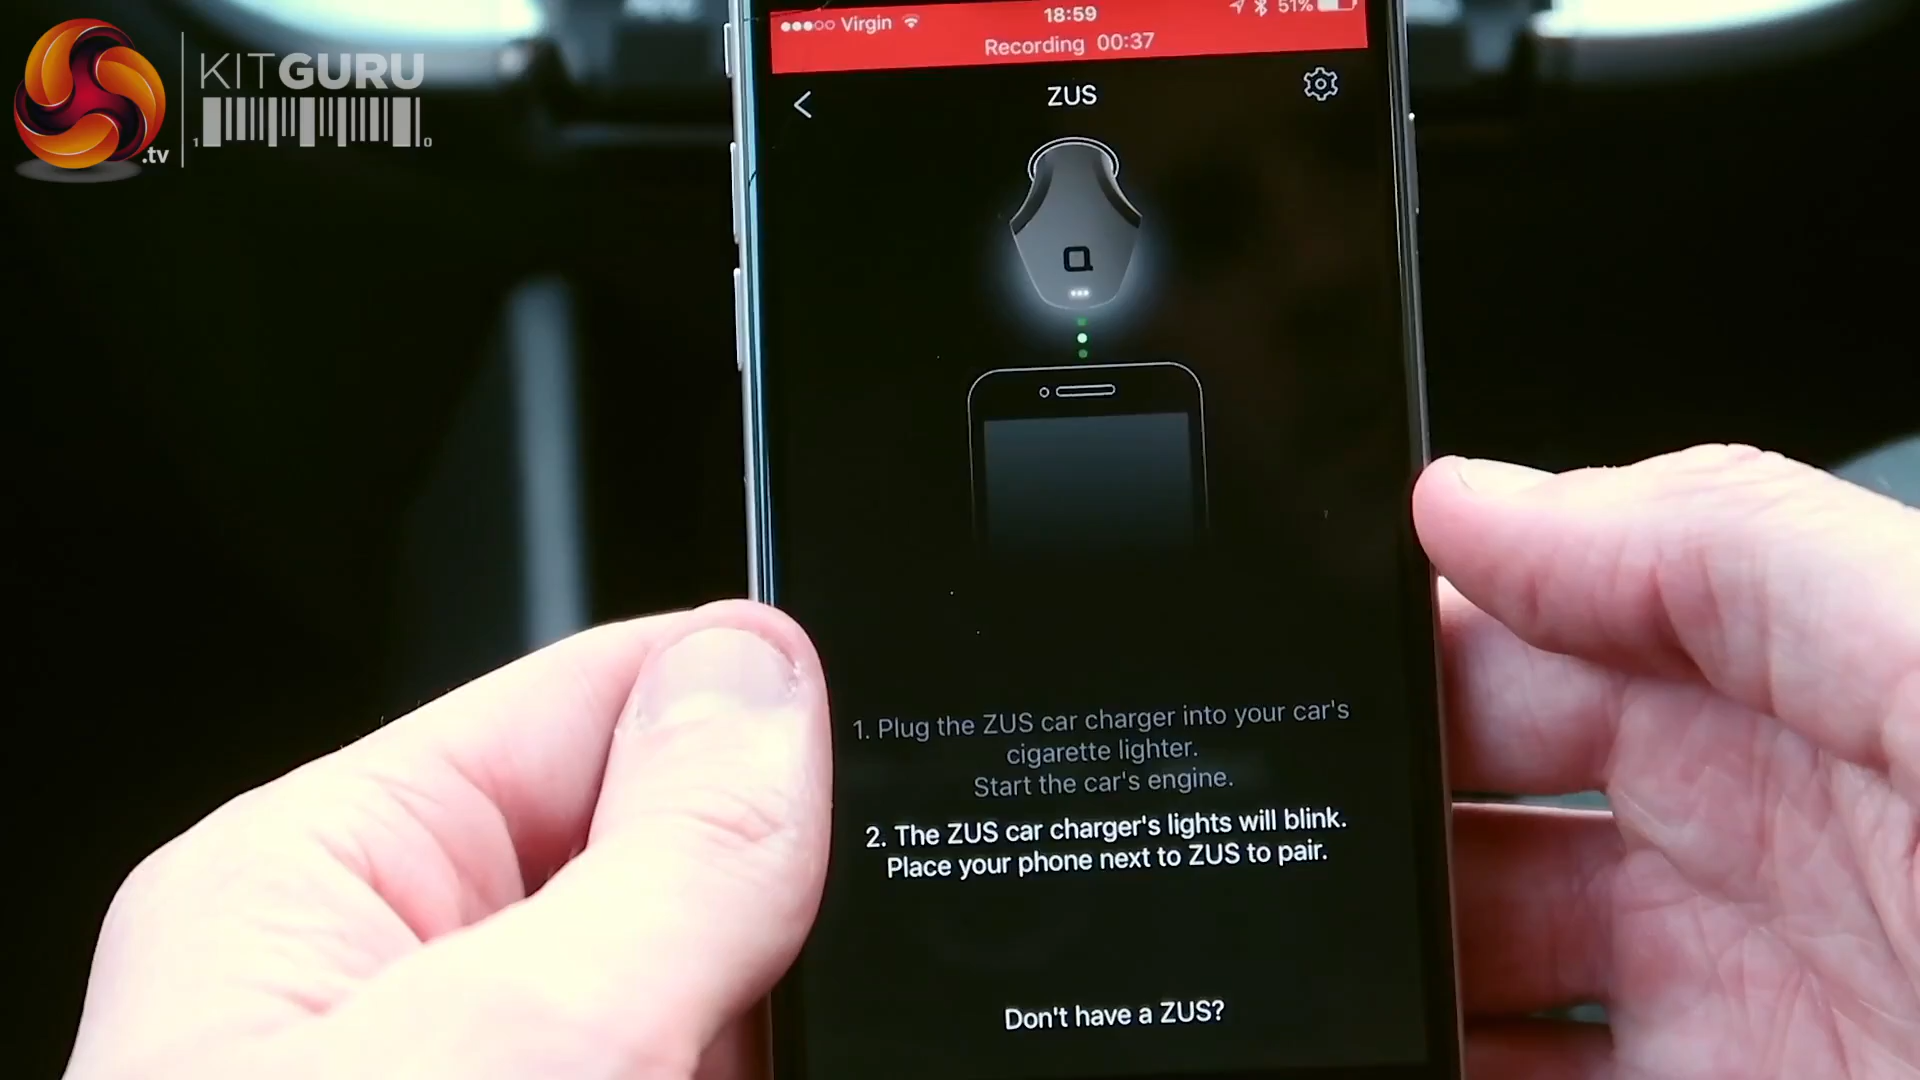 KITGURU
.tv
1 0
Virgin 18:59 51%
Recording 00:37
ZUS
1. Plug the ZUS car charger into your car's
cigarette lighter.
Start the car's engine.
2. The ZUS car charger's lights will blink.
Place your phone next to ZUS to pair.
Don't have a ZUS?